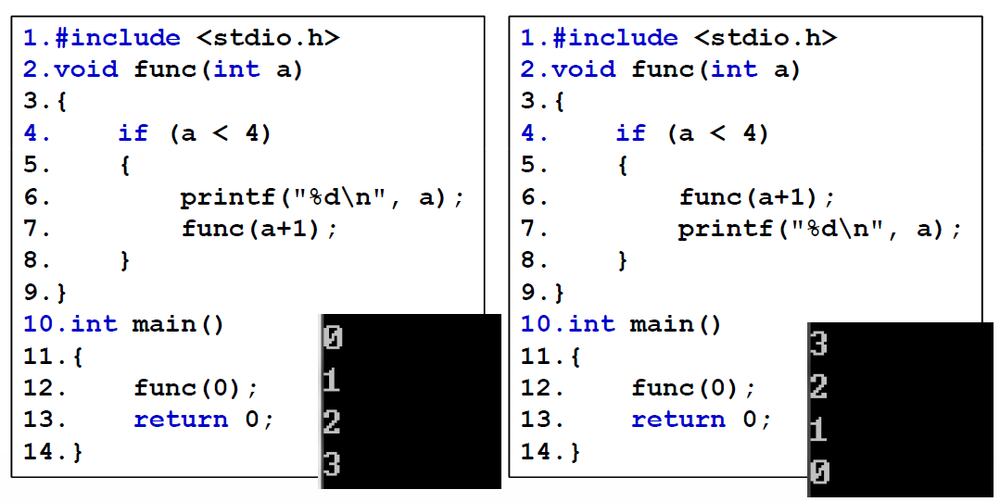 1.#include <stdio.h>
2.void func(int a)
3.{
4.    if (a < 4)
5.    {
6.        printf("%d\n", a);
7.        func(a+1);
8.    }
9.}
10.int main()
11.{
12.    func(0);
13.    return 0;
14.}
0
1
2
3
1.#include <stdio.h>
2.void func(int a)
3.{
4.    if (a < 4)
5.    {
6.        func(a+1);
7.        printf("%d\n", a);
8.    }
9.}
10.int main()
11.{
12.    func(0);
13.    return 0;
14.}
3
2
1
0